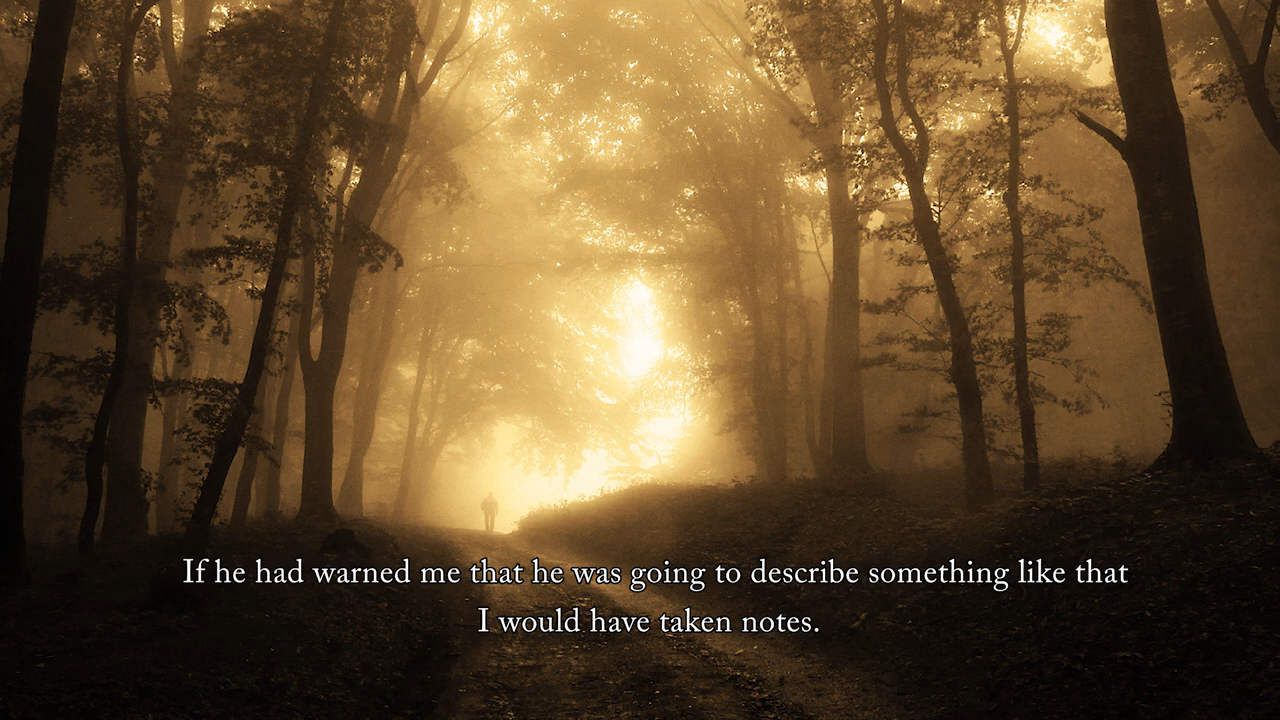 If he had warned me that he was going to describe something like that
I would have taken notes.